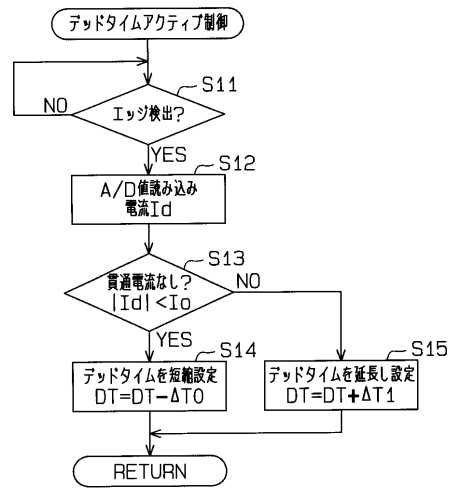 デッドタイムアクティブ制御
S11
エッジ検出?
NO
YES
S12
A/D値読み込み
電流Id
S13
貫通電流なし?
|Id|<Io
NO
YES
S14
デッドタイムを短縮設定
DT=DT-ΔT0
S15
デッドタイムを延長し設定
DT=DT+ΔT1
RETURN